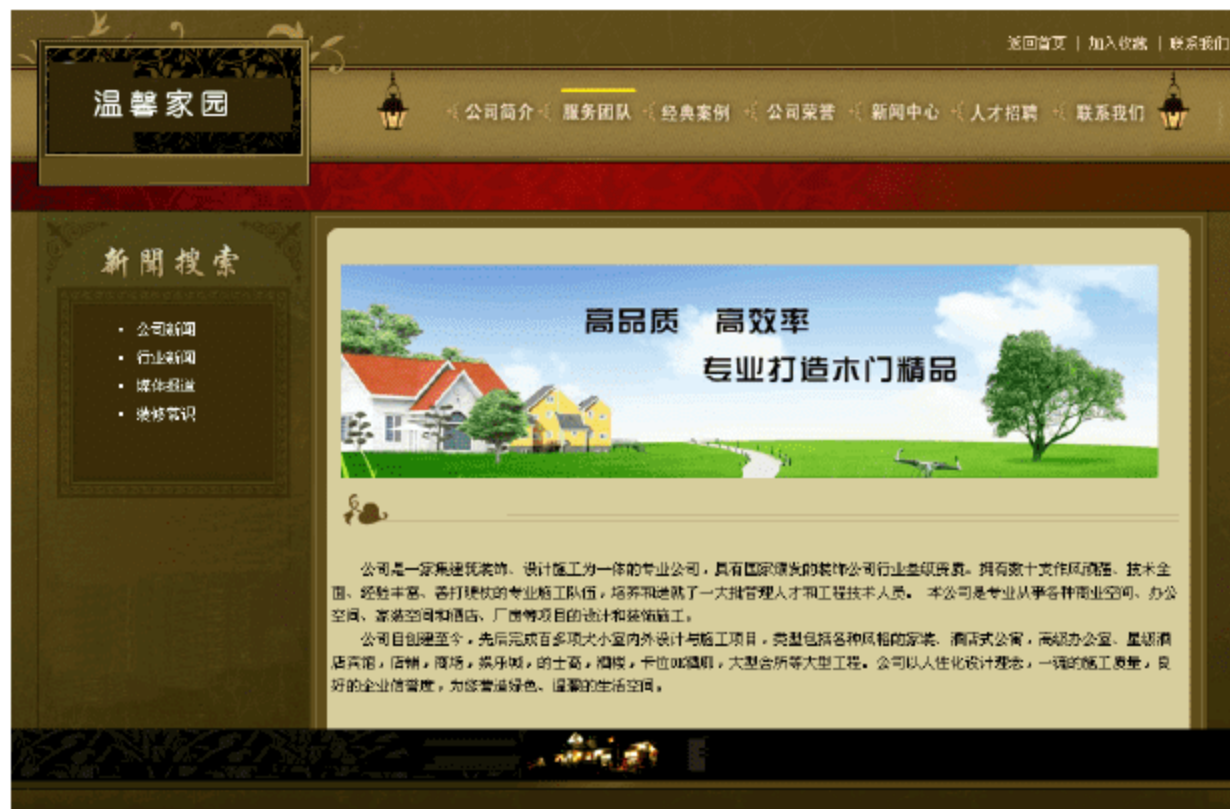 返回首页 | 加入收藏 | 联系我们
温馨家园
公司简介 服务团队 经典案例 公司荣誉 新闻中心 人才招聘 联系我们
新聞搜索
• 公司新闻
• 行业新闻
• 媒体报道
• 装修常识
高品质 高效率
专业打造木门精品
公司是一家集建筑装饰、设计施工为一体的专业公司，具有国家颁发的装饰公司行业叁级资质。拥有数十支作风顽强、技术全
面、经验丰富、善打硬仗的专业施工队伍，培养和造就了一大批管理人才和工程技术人员。 本公司是专业从事各种商业空间、办公
空间、家装空间和酒店、厂房等项目的设计和装饰施工。
公司自创建至今，先后完成百多项大小室内外设计与施工项目，类型包括各种风格的家装、酒店式公寓，高级办公室、星级酒
店宾馆，店铺，商场，娱乐城，的士高，酒楼，卡位OK酒廊，大型会所等大型工程。公司以人性化设计理念，一流的施工质量，良
好的企业信誉度，为您营造绿色、温馨的生活空间。